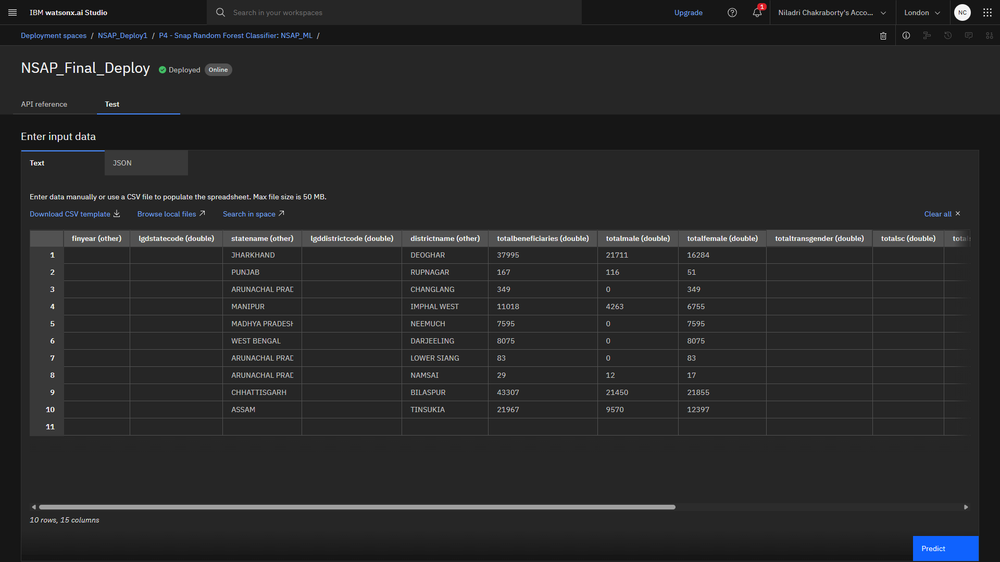 IBM watsonx.ai Studio
Search in your workspaces
Upgrade
1
Niladri Chakraborty's Acco...
London
NC
Deployment spaces / NSAP_Deploy1 / P4 - Snap Random Forest Classifier: NSAP_ML /
NSAP_Final_Deploy
Deployed
Online
API reference
Test
Enter input data
Text
JSON
Enter data manually or use a CSV file to populate the spreadsheet. Max file size is 50 MB.
Download CSV template
Browse local files
Search in space
Clear all
finyear (other) lgdstatecode (double) statename (other) lgddistrictcode (double) districtname (other) totalbeneficiaries (double) totalmale (double) totalfemale (double) totaltransgender (double) totalsc (double)
1 JHARKHAND DEOGHAR 37995 21711 16284
2 PUNJAB RUPNAGAR 167 116 51
3 ARUNACHAL PRAD CHANGLANG 349 0 349
4 MANIPUR IMPHAL WEST 11018 4263 6755
5 MADHYA PRADESH NEEMUCH 7595 0 7595
6 WEST BENGAL DARJEELING 8075 0 8075
7 ARUNACHAL PRAD LOWER SIANG 83 0 83
8 ARUNACHAL PRAD NAMSAI 29 12 17
9 CHHATTISGARH BILASPUR 43307 21450 21855
10 ASSAM TINSUKIA 21967 9570 12397
11
10 rows, 15 columns
Predict